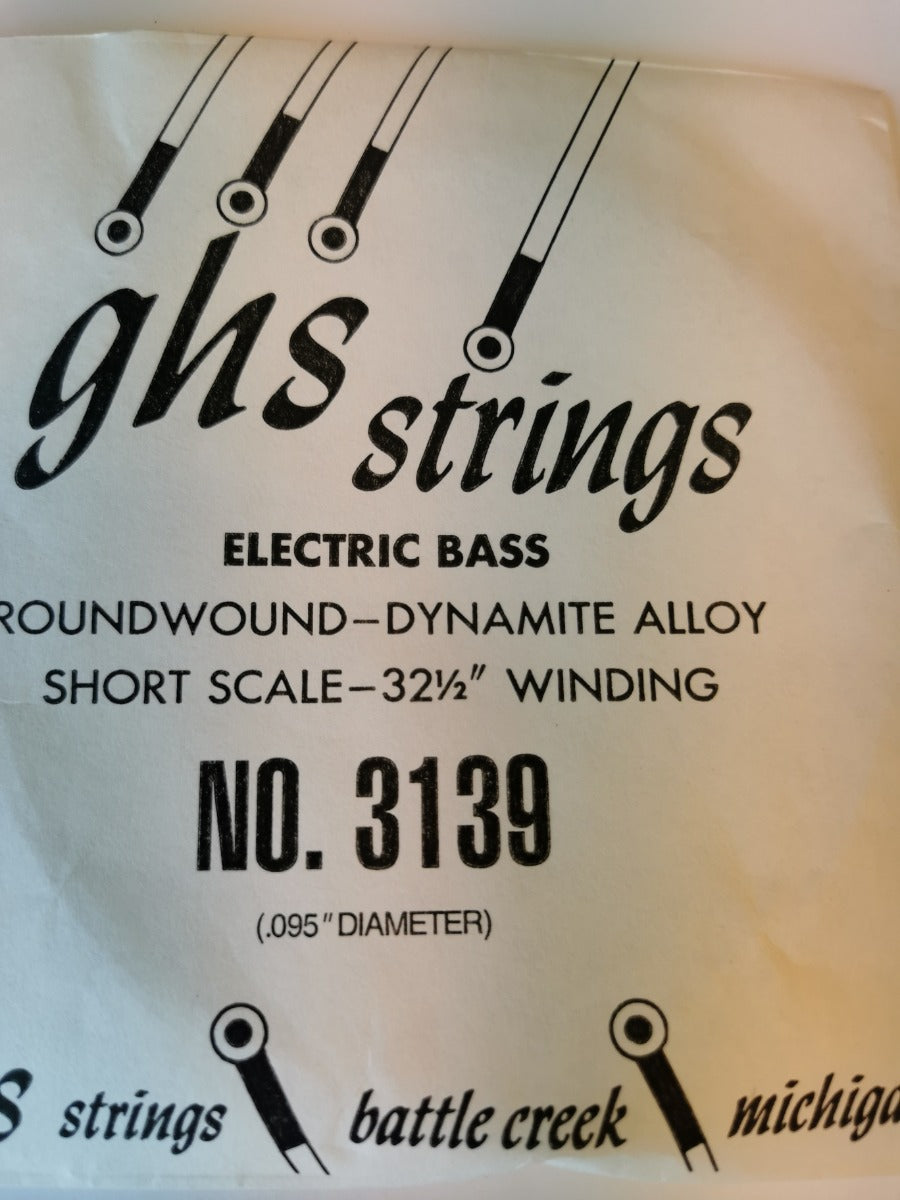 ghs
strings
ELECTRIC BASS
ROUNDWOUND–DYNAMITE ALLOY
SHORT SCALE–32½" WINDING
NO. 3139
(.095" DIAMETER)
s strings battle creek michiga